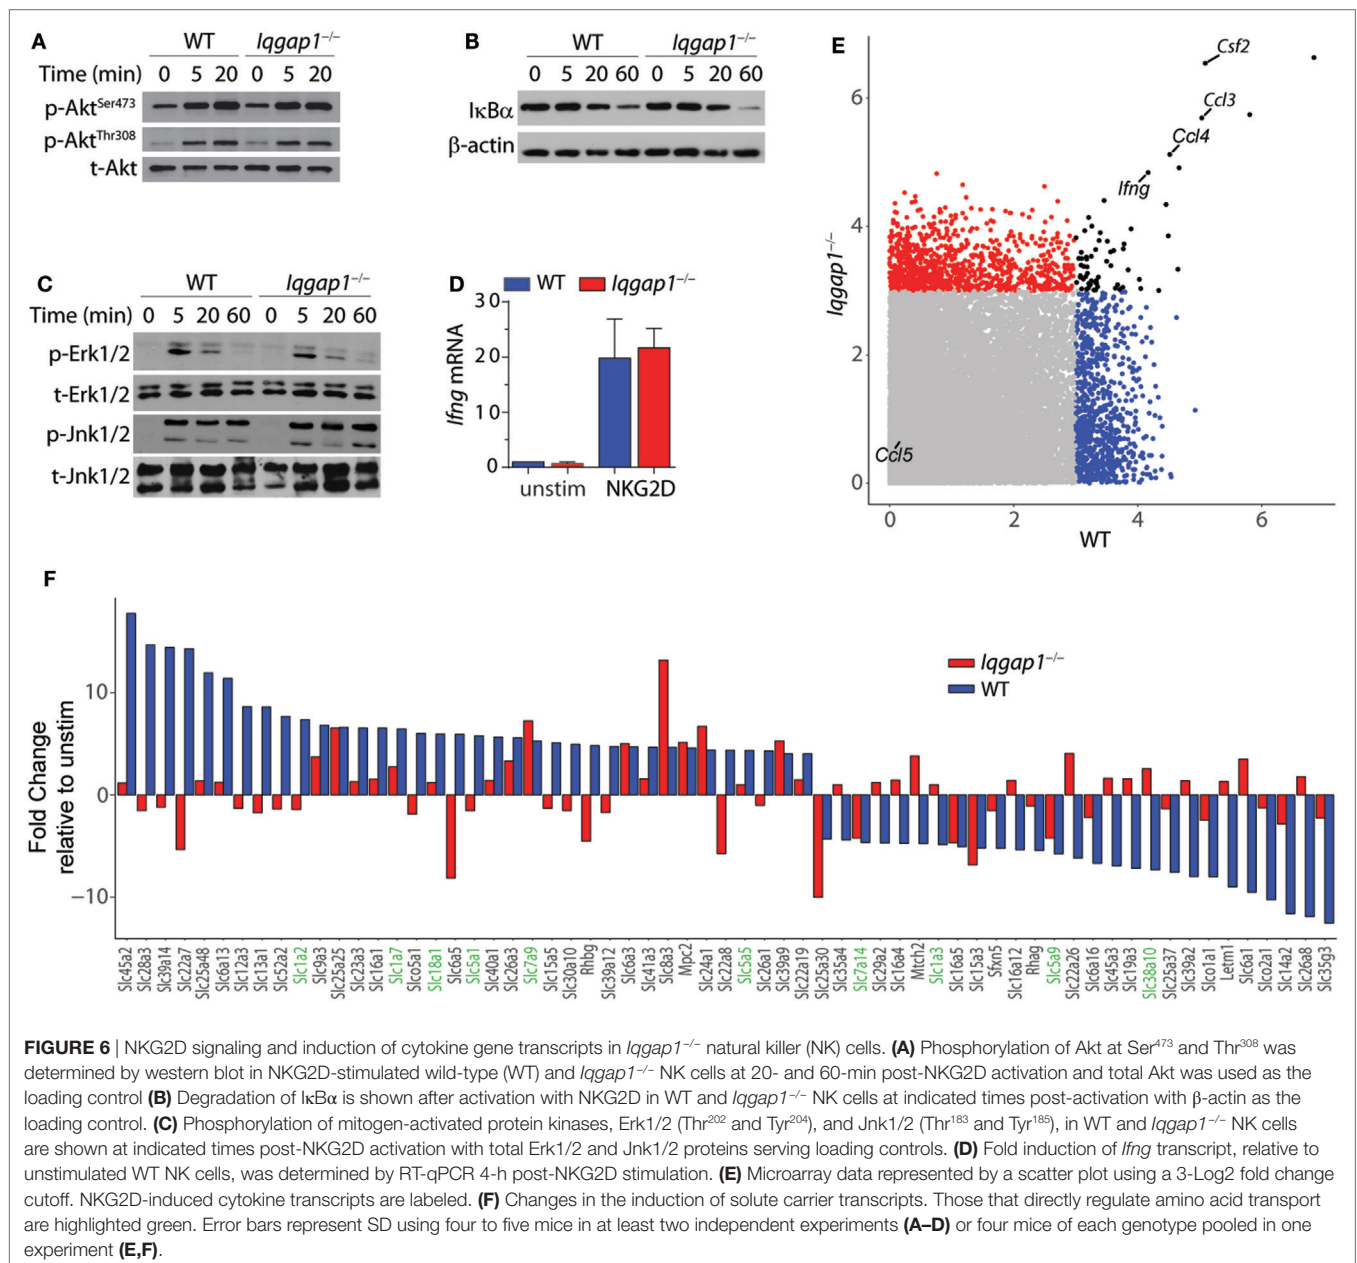 A
WT Iqgap1−/−
Time (min) 0 5 20 0 5 20
p-AktSer473
p-AktThr308
t-Akt
B
WT Iqgap1−/−
0 5 20 60 0 5 20 60
IκBα
β-actin
C
WT Iqgap1−/−
Time (min) 0 5 20 60 0 5 20 60
p-Erk1/2
t-Erk1/2
p-Jnk1/2
t-Jnk1/2
D
WT Iqgap1−/−
Ifng mRNA
30
20
10
0
unstim NKG2D
E
Csf2
Ccl3
Ccl4
Ifng
Ccl5
Iqgap1−/−
6
4
2
0
0 2 4 6
WT
F
Iqgap1−/−
WT
Fold Change
relative to unstim
10
0
−10
Slc45a2
Slc28a3
Slc39a14
Slc22a7
Slc25a48
Slc6a13
Slc12a3
Slc13a1
Slc52a2
Slc1a2
Slc9a3
Slc25a25
Slc23a3
Slc16a1
Slc1a7
Slc18a1
Slco5a1
Slc6a5
Slc5a1
Slc40a1
Slc26a3
Slc7a9
Slc15a5
Slc30a10
Rhbg
Slc39a12
Slc6a3
Slc41a3
Slc8a3
Mpc2
Slc24a1
Slc22a8
Slc5a5
Slc26a1
Slc39a9
Slc22a19
Slc25a30
Slc35a4
Slc7a14
Slc29a2
Slc16a4
Mtch2
Slc1a3
Slc16a5
Slc15a3
Sfxn5
Slc16a12
Rhag
Slc5a9
Slc22a26
Slc6a16
Slc45a3
Slc19a3
Slc38a10
Slc25a37
Slc39a2
Slco1a1
Letm1
Slc6a1
Slco2a1
Slc14a2
Slc26a8
Slc35g3
FIGURE 6 | NKG2D signaling and induction of cytokine gene transcripts in Iqgap1−/− natural killer (NK) cells. (A) Phosphorylation of Akt at Ser473 and Thr308 was
determined by western blot in NKG2D-stimulated wild-type (WT) and Iqgap1−/− NK cells at 20- and 60-min post-NKG2D activation and total Akt was used as the
loading control (B) Degradation of IκBα is shown after activation with NKG2D in WT and Iqgap1−/− NK cells at indicated times post-activation with β-actin as the
loading control. (C) Phosphorylation of mitogen-activated protein kinases, Erk1/2 (Thr202 and Tyr204), and Jnk1/2 (Thr183 and Tyr185), in WT and Iqgap1−/− NK cells
are shown at indicated times post-NKG2D activation with total Erk1/2 and Jnk1/2 proteins serving loading controls. (D) Fold induction of Ifng transcript, relative to
unstimulated WT NK cells, was determined by RT-qPCR 4-h post-NKG2D stimulation. (E) Microarray data represented by a scatter plot using a 3-Log2 fold change
cutoff. NKG2D-induced cytokine transcripts are labeled. (F) Changes in the induction of solute carrier transcripts. Those that directly regulate amino acid transport
are highlighted green. Error bars represent SD using four to five mice in at least two independent experiments (A–D) or four mice of each genotype pooled in one
experiment (E,F).